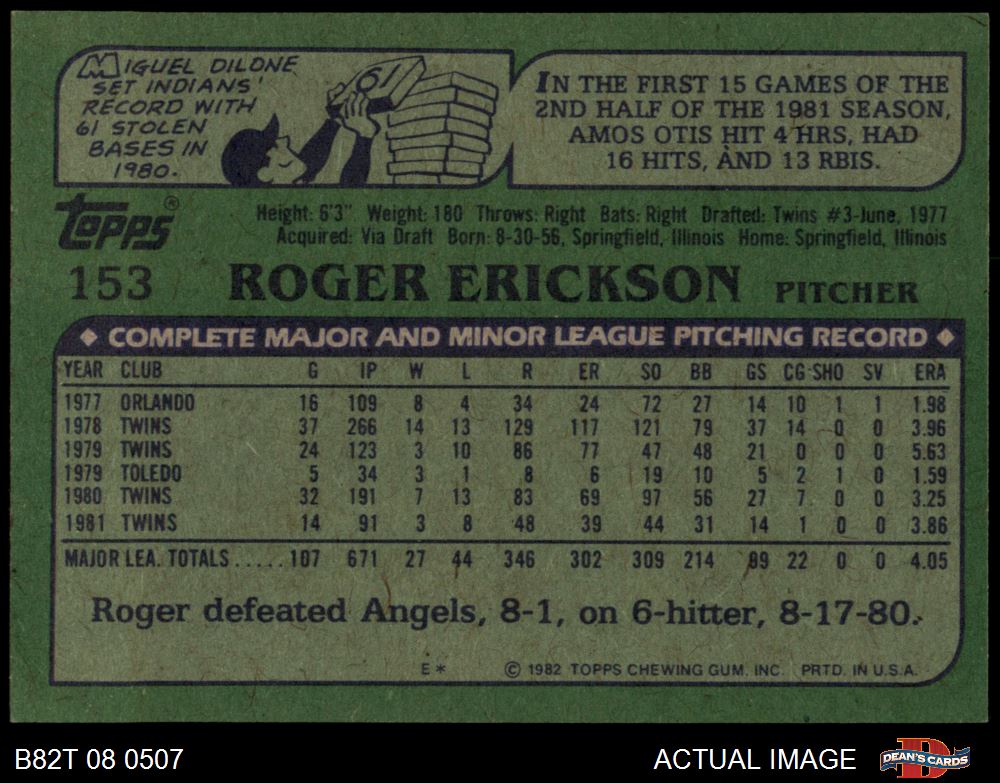 MIGUEL DILONE
SET INDIANS'
RECORD WITH
61 STOLEN
BASES IN
1980.
61
IN THE FIRST 15 GAMES OF THE
2ND HALF OF THE 1981 SEASON,
AMOS OTIS HIT 4 HRS, HAD
16 HITS, AND 13 RBIS.
TOPPS®
Height: 6'3" Weight: 180 Throws: Right Bats: Right Drafted: Twins #3-June, 1977
Acquired: Via Draft Born: 8-30-56, Springfield, Illinois Home: Springfield, Illinois
153 ROGER ERICKSON PITCHER
◆ COMPLETE MAJOR AND MINOR LEAGUE PITCHING RECORD ◆
YEAR CLUB G IP W L R ER SO BB GS CG SHO SV ERA
1977 ORLANDO 16 109 8 4 34 24 72 27 14 10 1 1 1.98
1978 TWINS 37 266 14 13 129 117 121 79 37 14 0 0 3.96
1979 TWINS 24 123 3 10 86 77 47 48 21 0 0 0 5.63
1979 TOLEDO 5 34 3 1 8 6 19 10 5 2 1 0 1.59
1980 TWINS 32 191 7 13 83 69 97 56 27 7 0 0 3.25
1981 TWINS 14 91 3 8 48 39 44 31 14 1 0 0 3.86
MAJOR LEA. TOTALS ..... 107 671 27 44 346 302 309 214 99 22 0 0 4.05
Roger defeated Angels, 8-1, on 6-hitter, 8-17-80.
E* © 1982 TOPPS CHEWING GUM. INC. PRTD. IN U.S.A.
B82T 08 0507 ACTUAL IMAGE DEAN'S CARDS